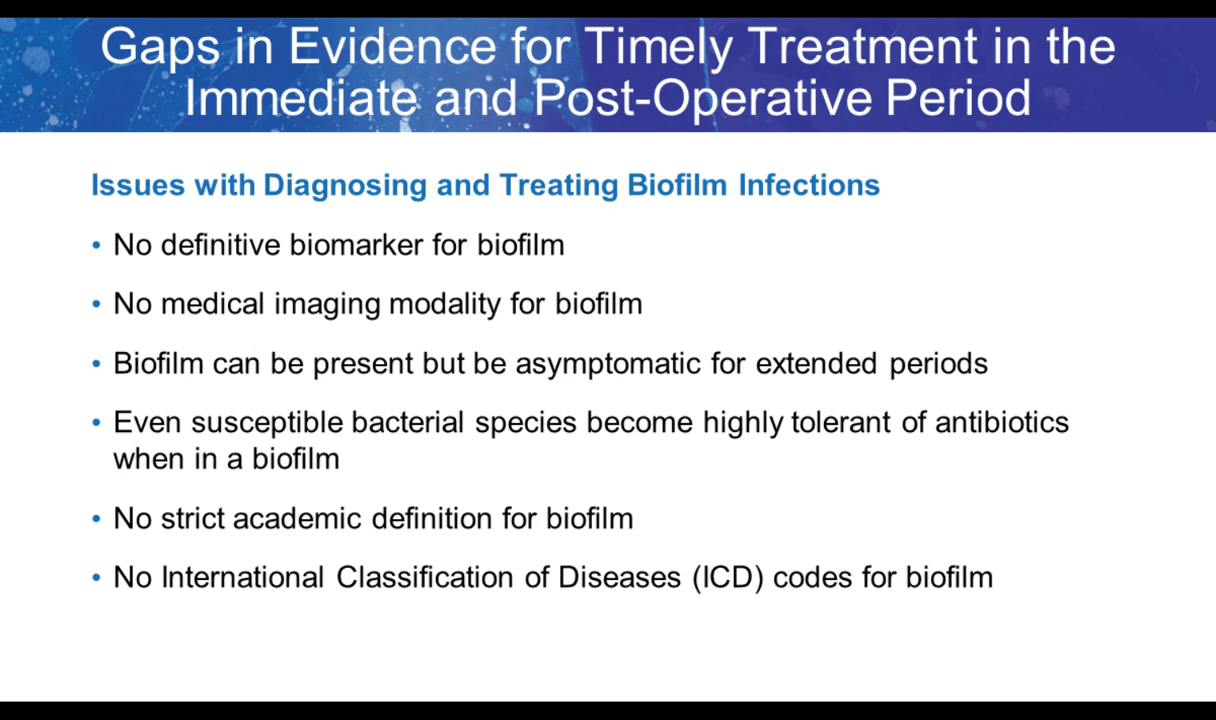 Gaps in Evidence for Timely Treatment in the
Immediate and Post-Operative Period
Issues with Diagnosing and Treating Biofilm Infections
• No definitive biomarker for biofilm
• No medical imaging modality for biofilm
• Biofilm can be present but be asymptomatic for extended periods
• Even susceptible bacterial species become highly tolerant of antibiotics
when in a biofilm
• No strict academic definition for biofilm
• No International Classification of Diseases (ICD) codes for biofilm